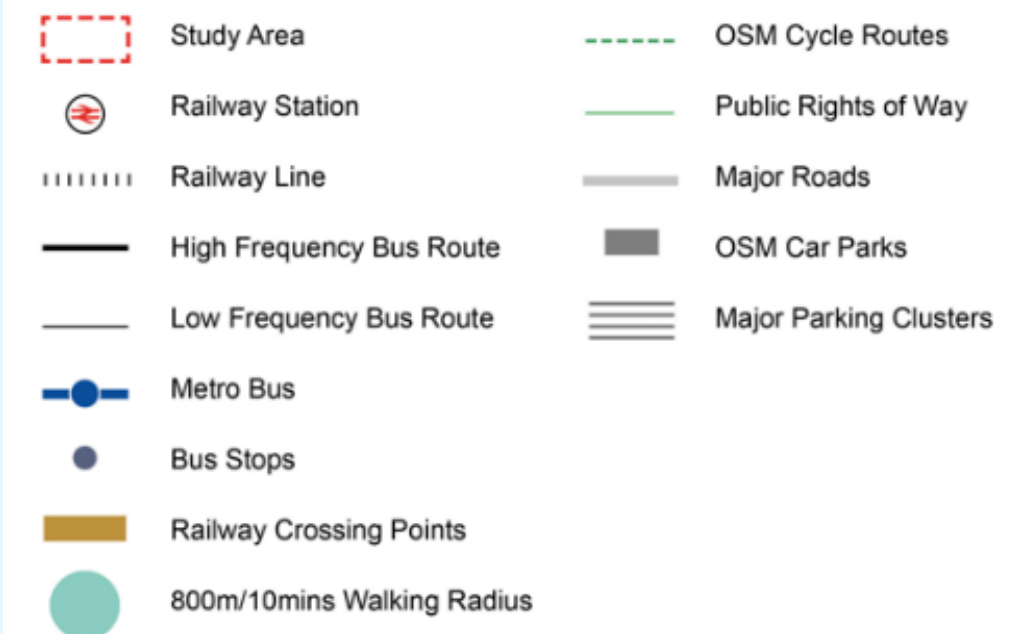 Study Area
Railway Station
Railway Line
High Frequency Bus Route
Low Frequency Bus Route
Metro Bus
Bus Stops
Railway Crossing Points
800m/10mins Walking Radius
OSM Cycle Routes
Public Rights of Way
Major Roads
OSM Car Parks
Major Parking Clusters